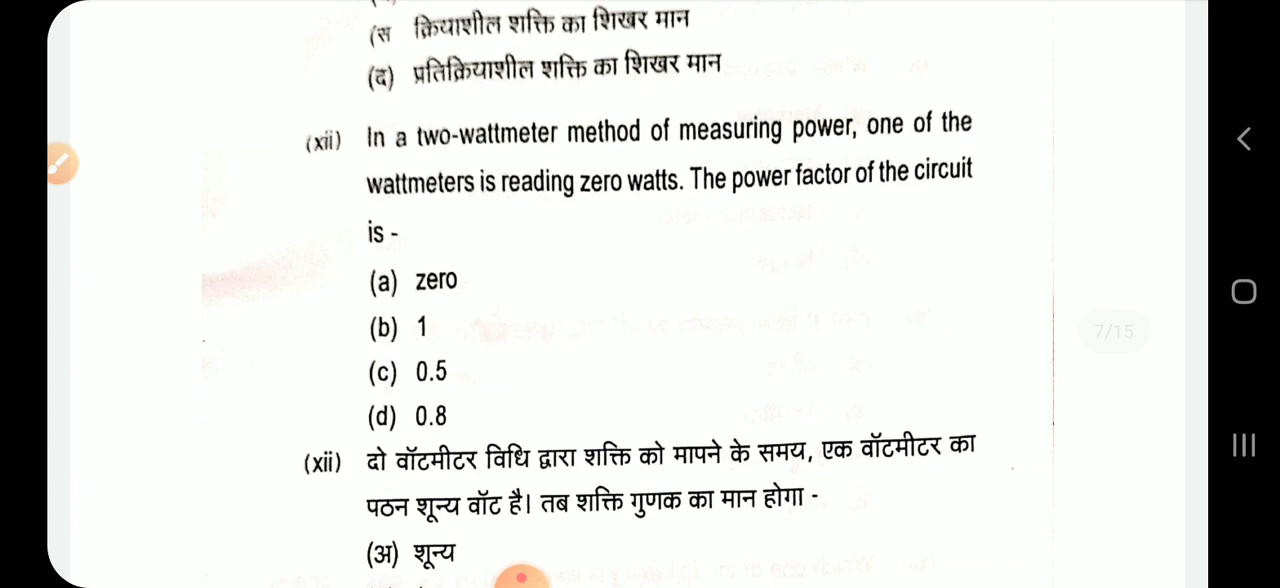 (स क्रियाशील शक्ति का शिखर मान
(द) प्रतिक्रियाशील शक्ति का शिखर मान
(xii) In a two-wattmeter method of measuring power, one of the
wattmeters is reading zero watts. The power factor of the circuit
is -
(a) zero
(b) 1
(c) 0.5
(d) 0.8
7/15
(xii) दो वॉटमीटर विधि द्वारा शक्ति को मापने के समय, एक वॉटमीटर का
पठन शून्य वॉट है। तब शक्ति गुणक का मान होगा -
(अ) शून्य